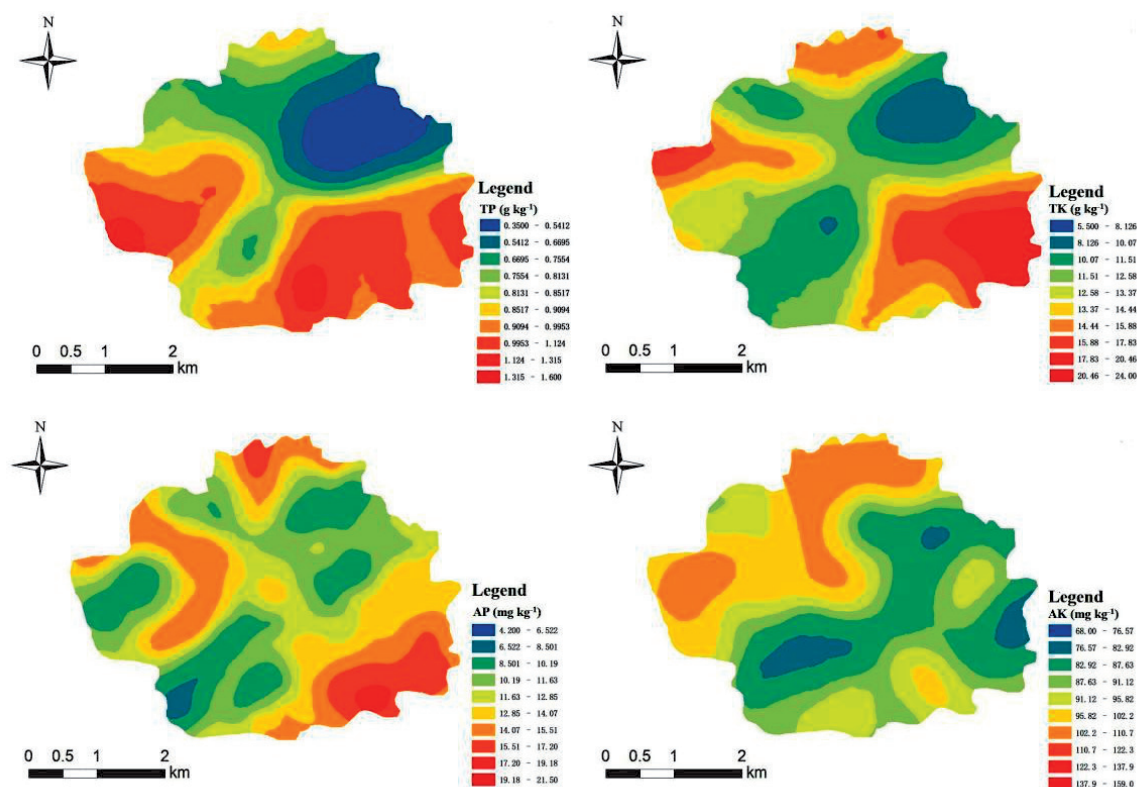 N
Legend
TP (g kg⁻¹)
0.3500 - 0.5412
0.5412 - 0.6695
0.6695 - 0.7554
0.7554 - 0.8131
0.8131 - 0.8517
0.8517 - 0.9094
0.9094 - 0.9953
0.9953 - 1.124
1.124 - 1.315
1.315 - 1.600
0 0.5 1 2
km
N
Legend
TK (g kg⁻¹)
5.500 - 8.126
8.126 - 10.07
10.07 - 11.51
11.51 - 12.58
12.58 - 13.37
13.37 - 14.44
14.44 - 15.88
15.88 - 17.83
17.83 - 20.46
20.46 - 24.00
0 0.5 1 2
km
N
Legend
AP (mg kg⁻¹)
4.200 - 6.522
6.522 - 8.501
8.501 - 10.19
10.19 - 11.63
11.63 - 12.85
12.85 - 14.07
14.07 - 15.51
15.51 - 17.20
17.20 - 19.18
19.18 - 21.50
0 0.5 1 2
km
N
Legend
AK (mg kg⁻¹)
68.00 - 76.57
76.57 - 82.92
82.92 - 87.63
87.63 - 91.12
91.12 - 95.82
95.82 - 102.2
102.2 - 110.7
110.7 - 122.3
122.3 - 137.9
137.9 - 159.0
0 0.5 1 2
km